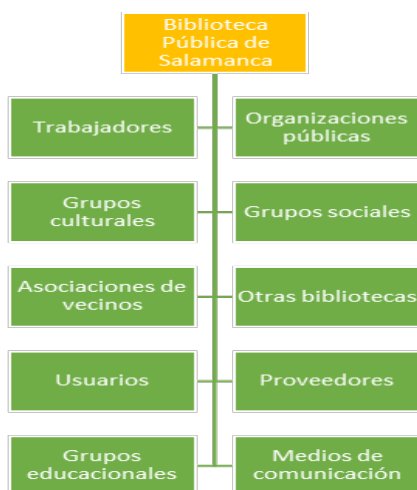 Biblioteca
Pública de
Salamanca
Trabajadores
Organizaciones
públicas
Grupos
culturales
Grupos sociales
Asociaciones de
vecinos
Otras bibliotecas
Usuarios
Proveedores
Grupos
educacionales
Medios de
comunicación